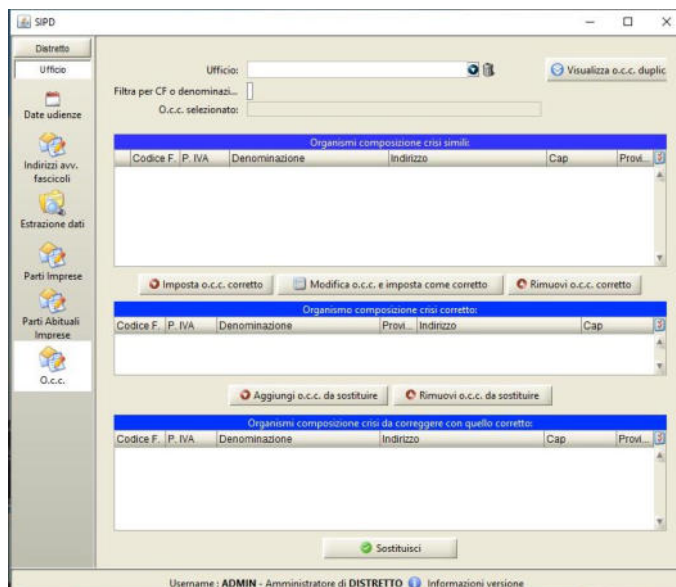 SIPD
Distretto
Ufficio
Date udienze
Indirizzi avv.
fascicoli
Estrazione dati
Parti Imprese
Parti Abituali
Imprese
O.c.c.
Ufficio:
Visualizza o.c.c. duplic
Filtra per CF o denominazi...
O.c.c. selezionato:
Organismi composizione crisi simili:
Codice F. P. IVA Denominazione Indirizzo Cap Provi...
Imposta o.c.c. corretto Modifica o.c.c. e imposta come corretto Rimuovi o.c.c. corretto
Organismo composizione crisi corretto:
Codice F. P. IVA Denominazione Provi... Indirizzo Cap
Aggiungi o.c.c. da sostituire Rimuovi o.c.c. da sostituire
Organismi composizione crisi da correggere con quello corretto:
Codice F. P. IVA Denominazione Indirizzo Cap Provi...
Sostituisci
Username : ADMIN - Amministratore di DISTRETTO Informazioni versione